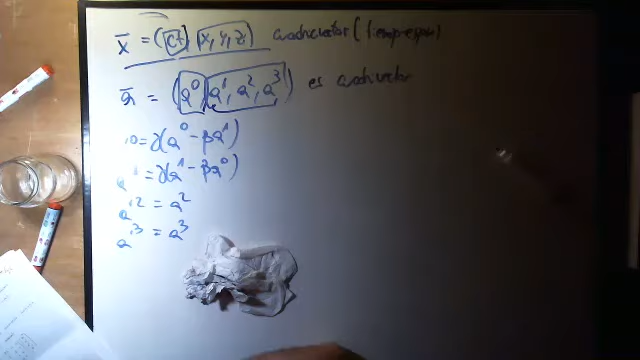 x̄ = (ct, x, y, z) cuadrivector (tiempo, espacio)
ā = (a⁰, a¹, a², a³) es cuadrivector
a'⁰ = γ(a⁰ - βa¹)
a'¹ = γ(a¹ - βa⁰)
a'² = a²
a'³ = a³